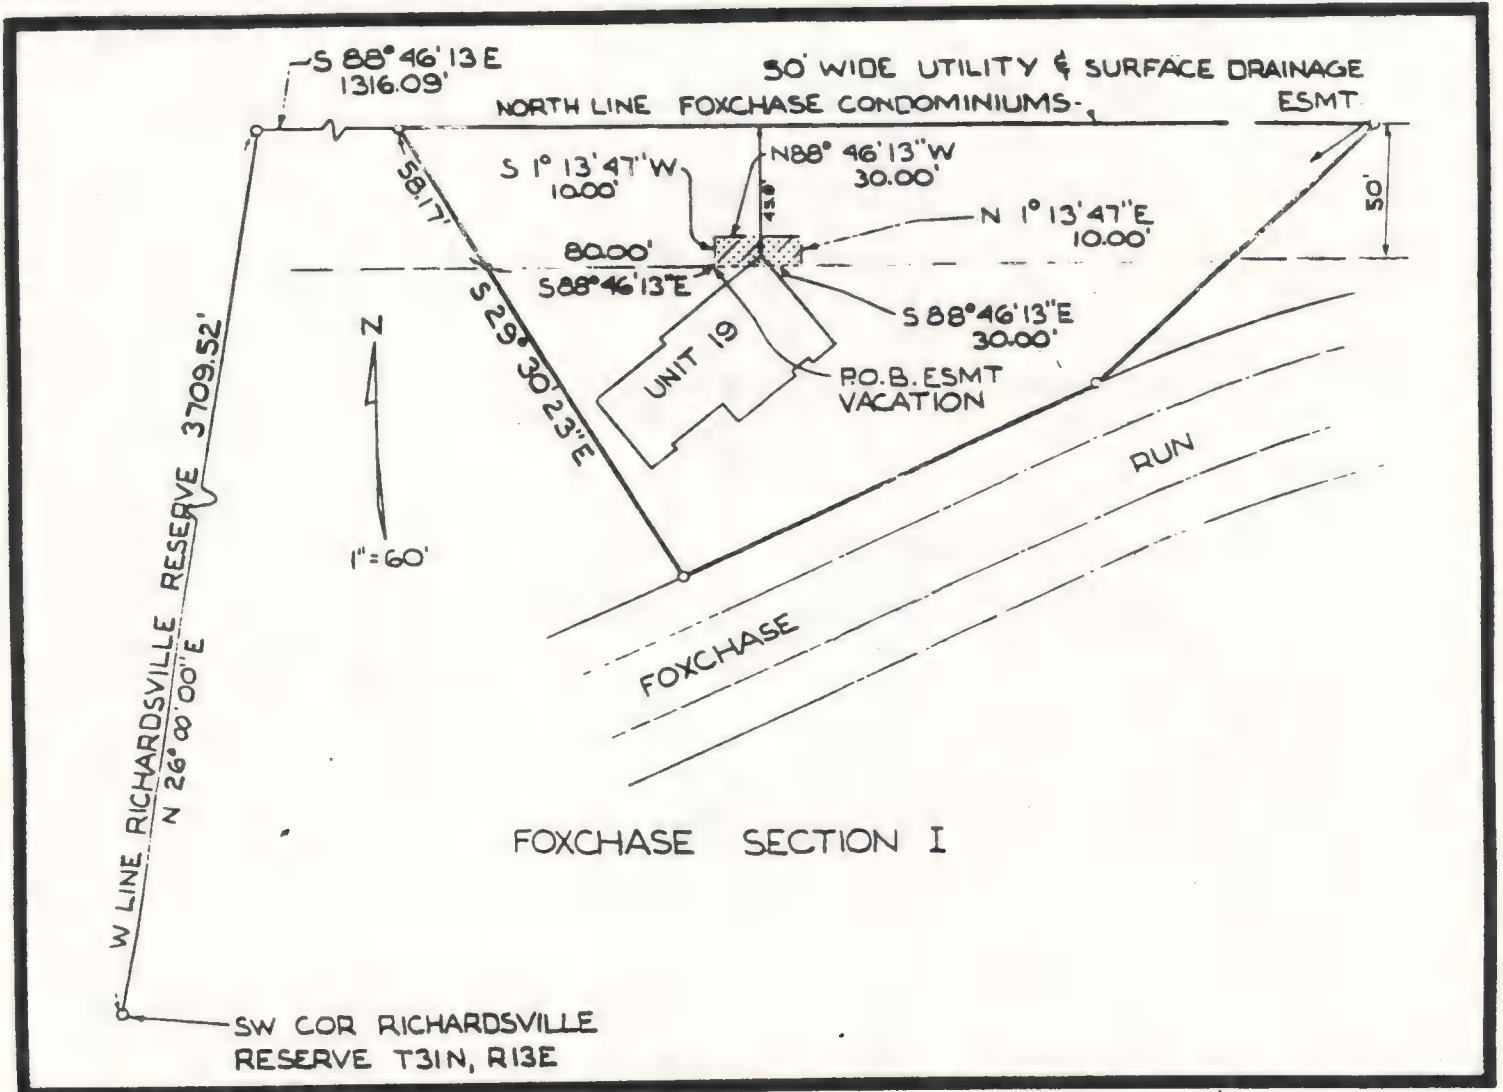 S 88° 46' 13 E
1316.09'
50' WIDE UTILITY & SURFACE DRAINAGE
ESMT.
NORTH LINE FOXCHASE CONDOMINIUMS
S 1° 13' 47" W
10.00'
N88° 46' 13" W
30.00'
58.17'
N 1° 13' 47" E
10.00'
50'
80.00'
S88° 46' 13" E
S 88° 46' 13" E
30.00'
S 29° 30' 23" E
UNIT 19
P.O.B. ESMT
VACATION
N
1" = 60'
W LINE RICHARDSVILLE RESERVE 3709.52'
N 26° 00' 00" E
FOXCHASE RUN
FOXCHASE SECTION I
SW COR RICHARDSVILLE
RESERVE T31N, R13E